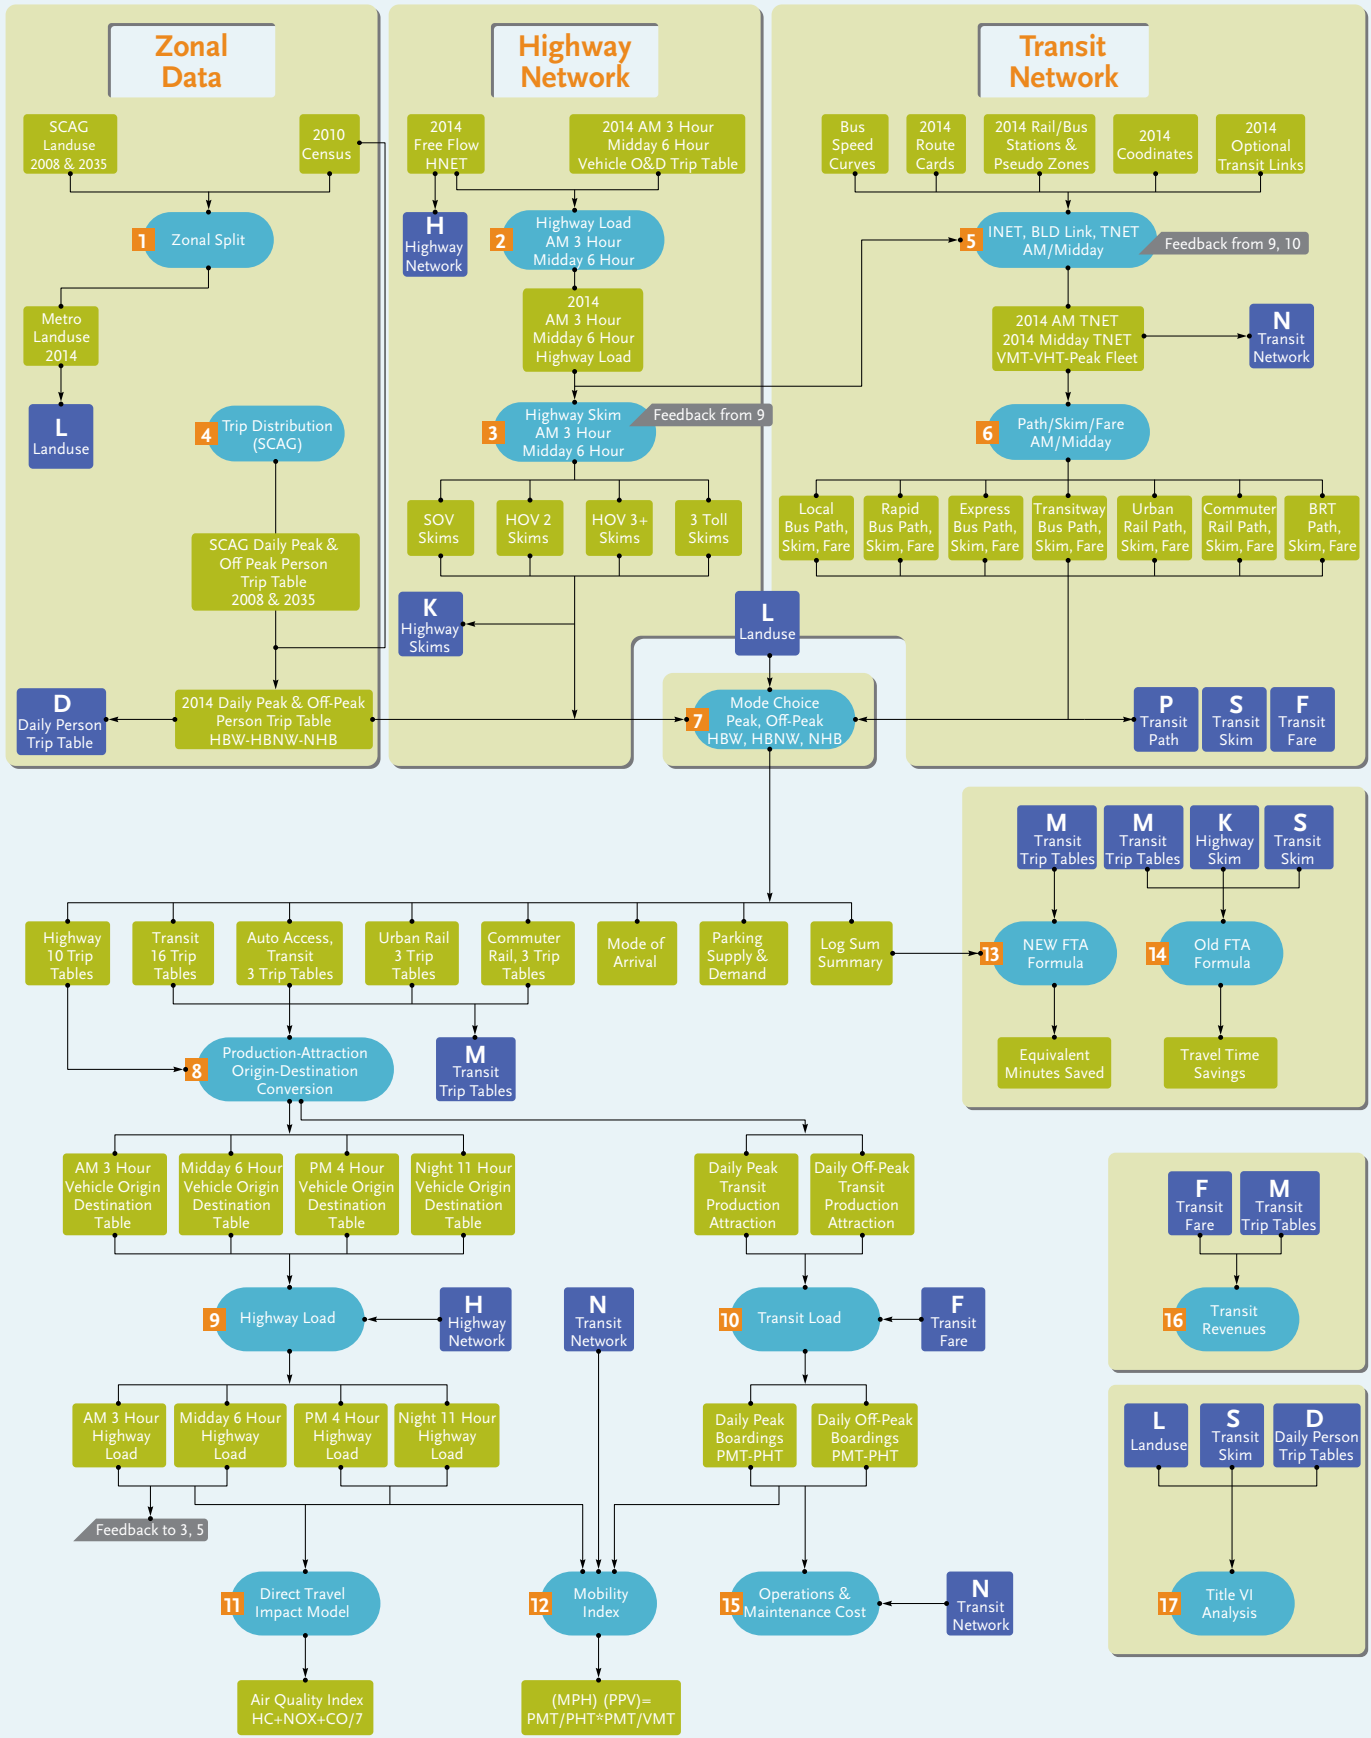 Zonal
Data
Highway
Network
Transit
Network
SCAG
Landuse
2008 & 2035
2010
Census
2014
Free Flow
HNET
2014 AM 3 Hour
Midday 6 Hour
Vehicle O&D Trip Table
Bus
Speed
Curves
2014
Route
Cards
2014 Rail/Bus
Stations &
Pseudo Zones
2014
Coodinates
2014
Optional
Transit Links
1
Zonal Split
H
Highway
Network
2
Highway Load
AM 3 Hour
Midday 6 Hour
5
INET, BLD Link, TNET
AM/Midday
Feedback from 9, 10
Metro
Landuse
2014
2014
AM 3 Hour
Midday 6 Hour
Highway Load
2014 AM TNET
2014 Midday TNET
VMT-VHT-Peak Fleet
N
Transit
Network
L
Landuse
4
Trip Distribution
(SCAG)
3
Highway Skim
AM 3 Hour
Midday 6 Hour
Feedback from 9
6
Path/Skim/Fare
AM/Midday
SCAG Daily Peak &
Off Peak Person
Trip Table
2008 & 2035
SOV
Skims
HOV 2
Skims
HOV 3+
Skims
3 Toll
Skims
Local
Bus Path,
Skim, Fare
Rapid
Bus Path,
Skim, Fare
Express
Bus Path,
Skim, Fare
Transitway
Bus Path,
Skim, Fare
Urban
Rail Path,
Skim, Fare
Commuter
Rail Path,
Skim, Fare
BRT
Path,
Skim, Fare
K
Highway
Skims
L
Landuse
D
Daily Person
Trip Table
2014 Daily Peak & Off-Peak
Person Trip Table
HBW-HBNW-NHB
7
Mode Choice
Peak, Off-Peak
HBW, HBNW, NHB
P
Transit
Path
S
Transit
Skim
F
Transit
Fare
M
Transit
Trip Tables
M
Transit
Trip Tables
K
Highway
Skim
S
Transit
Skim
Highway
10 Trip
Tables
Transit
16 Trip
Tables
Auto Access,
Transit
3 Trip Tables
Urban Rail
3 Trip
Tables
Commuter
Rail, 3 Trip
Tables
Mode of
Arrival
Parking
Supply &
Demand
Log Sum
Summary
13
NEW FTA
Formula
14
Old FTA
Formula
8
Production-Attraction
Origin-Destination
Conversion
M
Transit
Trip Tables
Equivalent
Minutes Saved
Travel Time
Savings
AM 3 Hour
Vehicle Origin
Destination
Table
Midday 6 Hour
Vehicle Origin
Destination
Table
PM 4 Hour
Vehicle Origin
Destination
Table
Night 11 Hour
Vehicle Origin
Destination
Table
Daily Peak
Transit
Production
Attraction
Daily Off-Peak
Transit
Production
Attraction
F
Transit
Fare
M
Transit
Trip Tables
9
Highway Load
H
Highway
Network
N
Transit
Network
10
Transit Load
F
Transit
Fare
16
Transit
Revenues
AM 3 Hour
Highway
Load
Midday 6 Hour
Highway
Load
PM 4 Hour
Highway
Load
Night 11 Hour
Highway
Load
Daily Peak
Boardings
PMT-PHT
Daily Off-Peak
Boardings
PMT-PHT
L
Landuse
S
Transit
Skim
D
Daily Person
Trip Tables
Feedback to 3, 5
11
Direct Travel
Impact Model
12
Mobility
Index
15
Operations &
Maintenance Cost
N
Transit
Network
17
Title VI
Analysis
Air Quality Index
HC+NOX+CO/7
(MPH) (PPV)=
PMT/PHT*PMT/VMT